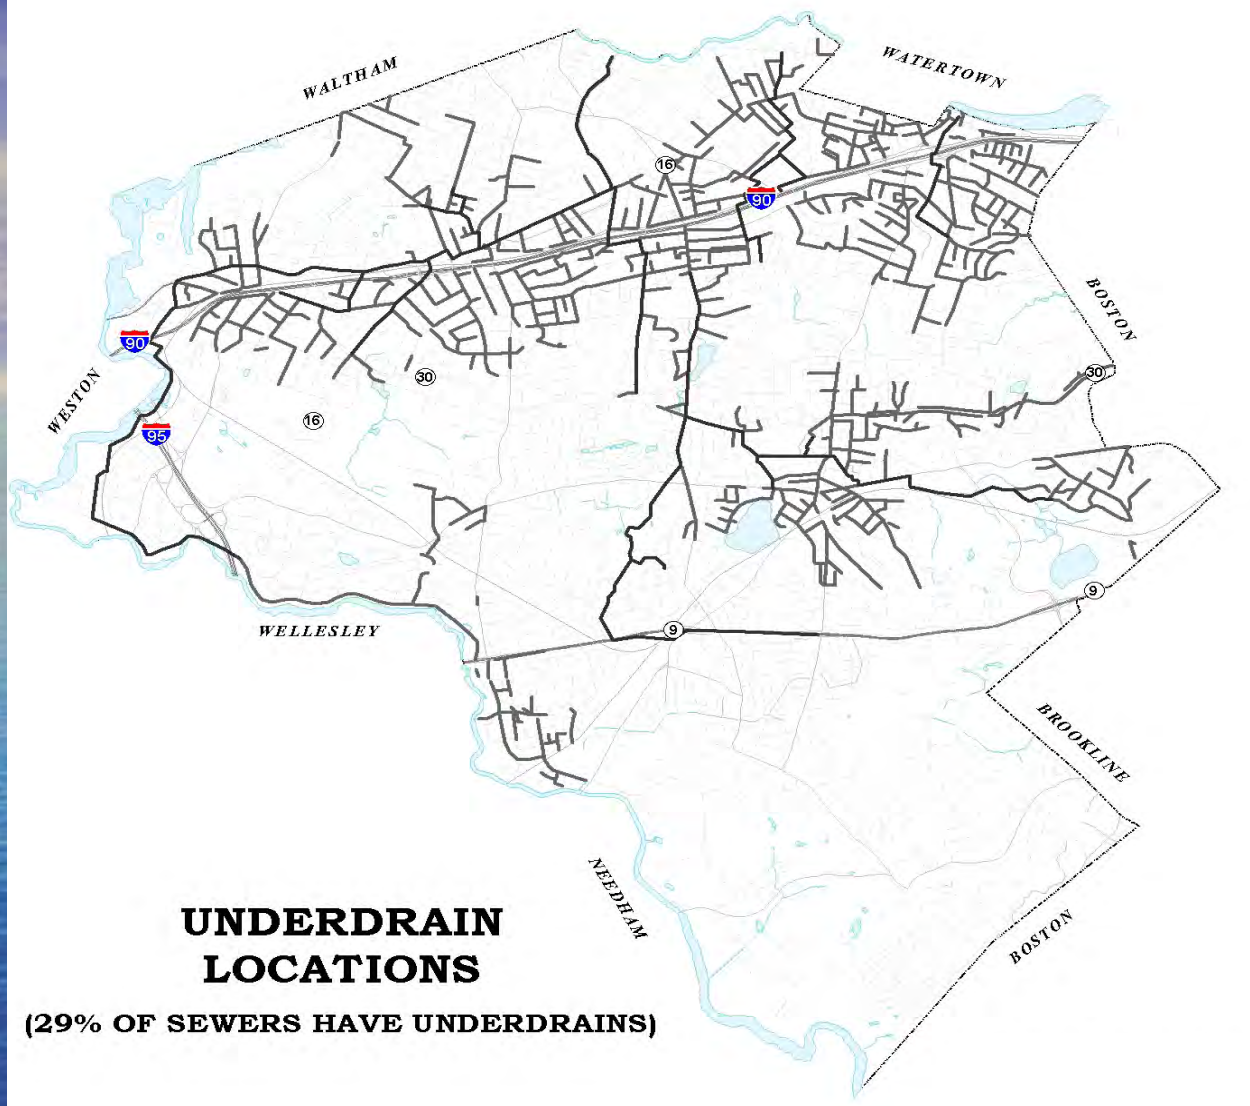 WALTHAM
WATERTOWN
16
90
BOSTON
90
WESTON
30
30
16
95
9
WELLESLEY
9
BROOKLINE
NEEDHAM
BOSTON
UNDERDRAIN
LOCATIONS
(29% OF SEWERS HAVE UNDERDRAINS)